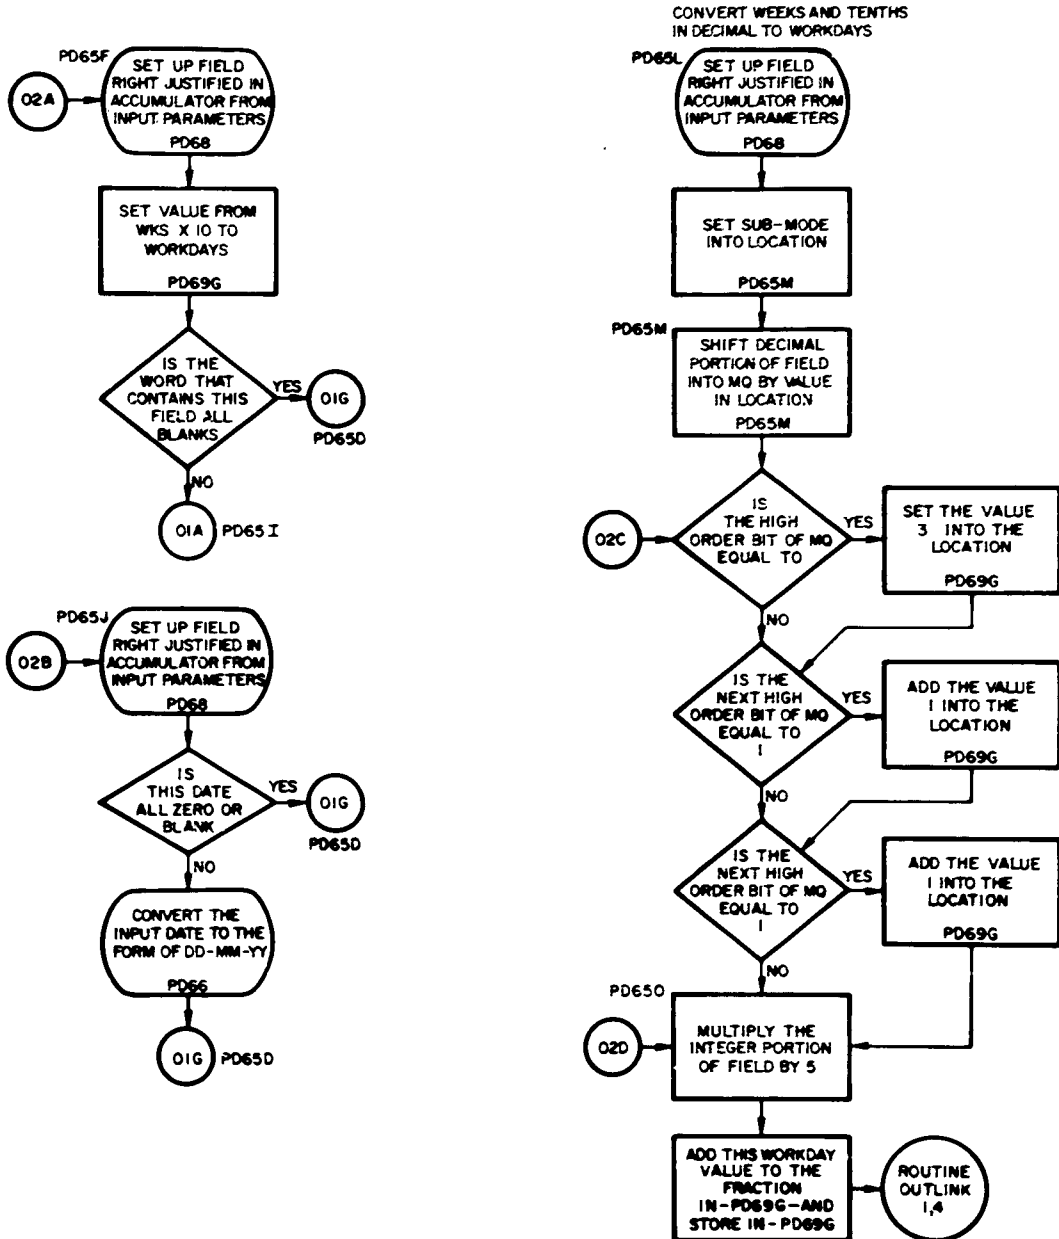 PD65F
02A
SET UP FIELD
RIGHT JUSTIFIED IN
ACCUMULATOR FROM
INPUT PARAMETERS
PD68
SET VALUE FROM
WKS X 10 TO
WORKDAYS
PD69G
IS THE
WORD THAT
CONTAINS THIS
FIELD ALL
BLANKS
YES
01G
PD65D
NO
01A
PD65I
PD65J
02B
SET UP FIELD
RIGHT JUSTIFIED IN
ACCUMULATOR FROM
INPUT PARAMETERS
PD68
IS
THIS DATE
ALL ZERO OR
BLANK
YES
01G
PD65D
NO
CONVERT THE
INPUT DATE TO THE
FORM OF DD-MM-YY
PD66
01G
PD65D
CONVERT WEEKS AND TENTHS
IN DECIMAL TO WORKDAYS
PD65L
SET UP FIELD
RIGHT JUSTIFIED IN
ACCUMULATOR FROM
INPUT PARAMETERS
PD68
SET SUB-MODE
INTO LOCATION
PD65M
PD65M
SHIFT DECIMAL
PORTION OF FIELD
INTO MQ BY VALUE
IN LOCATION
PD65M
02C
IS
THE HIGH
ORDER BIT OF MQ
EQUAL TO
YES
SET THE VALUE
3 INTO THE
LOCATION
PD69G
NO
IS THE
NEXT HIGH
ORDER BIT OF MQ
EQUAL TO
1
YES
ADD THE VALUE
1 INTO THE
LOCATION
PD69G
NO
IS THE
NEXT HIGH
ORDER BIT OF MQ
EQUAL TO
1
YES
ADD THE VALUE
1 INTO THE
LOCATION
PD69G
NO
PD65O
02D
MULTIPLY THE
INTEGER PORTION
OF FIELD BY 5
ADD THIS WORKDAY
VALUE TO THE
FRACTION
IN-PD69G-AND
STORE IN-PD69G
ROUTINE
OUTLINK
1,4